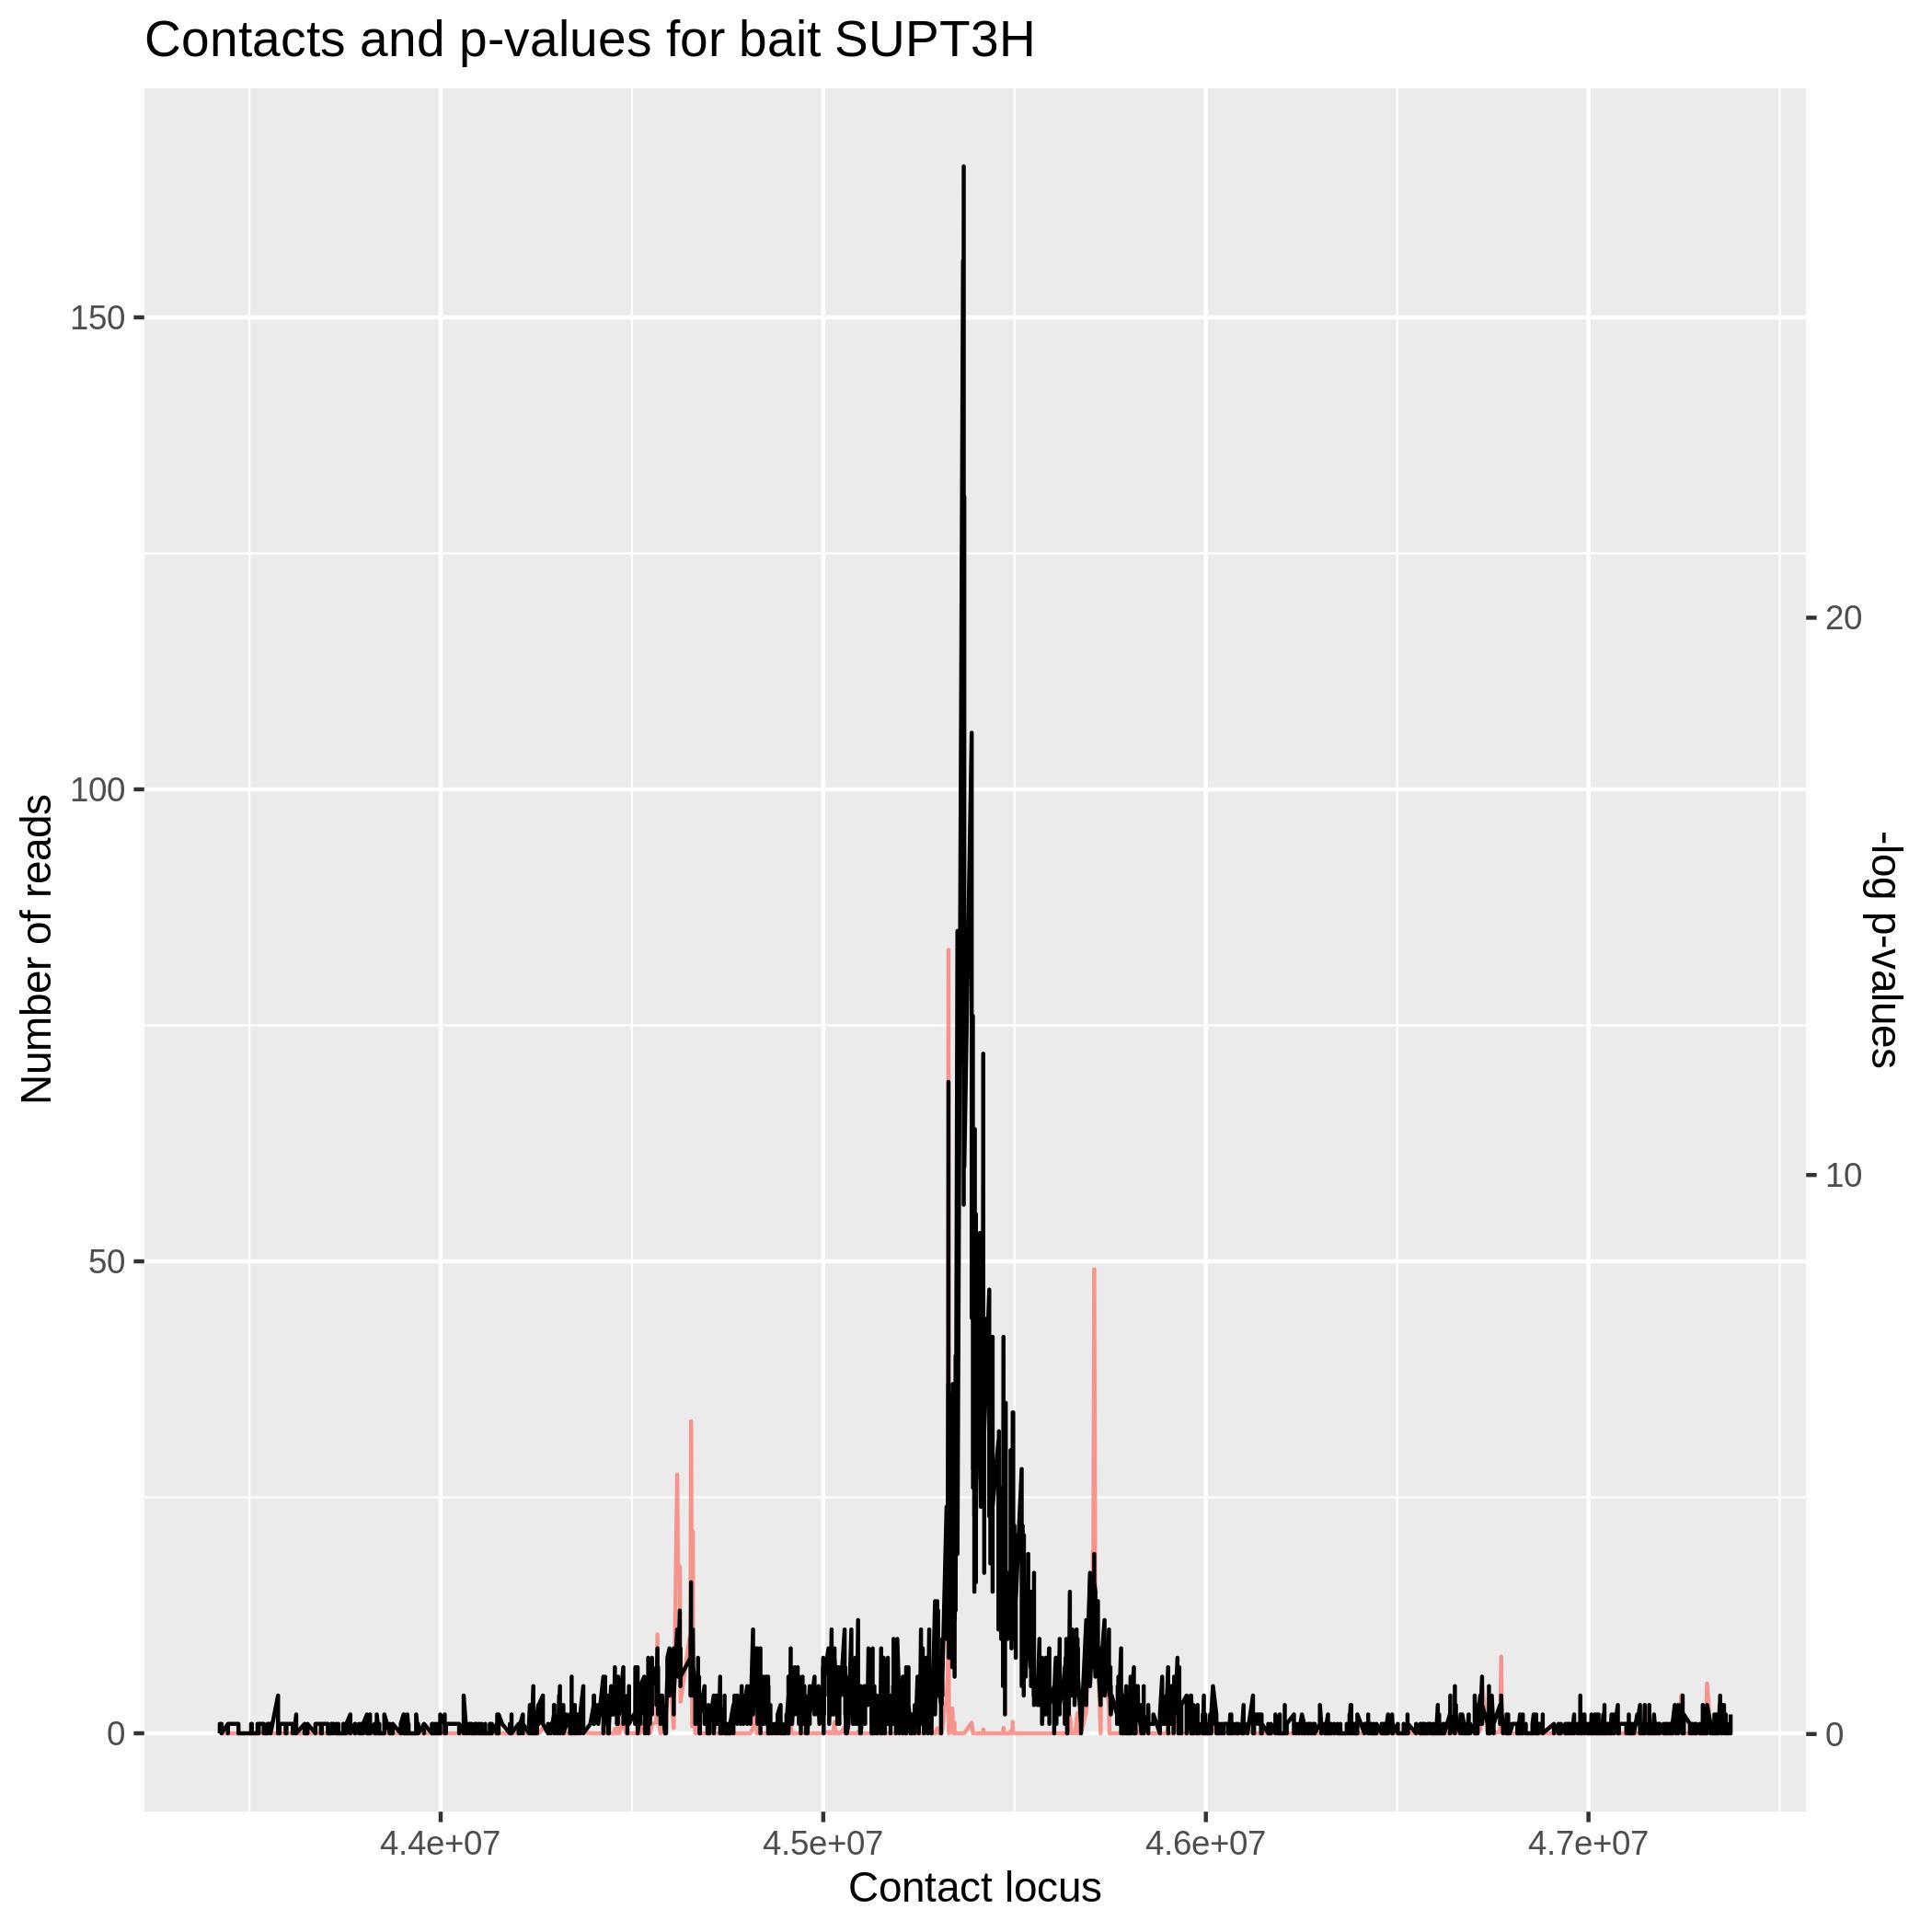 Contacts and p-values for bait SUPT3H
150
100
50
0
20
10
0
Number of reads
-log p-values
4.4e+07 4.5e+07 4.6e+07 4.7e+07
Contact locus